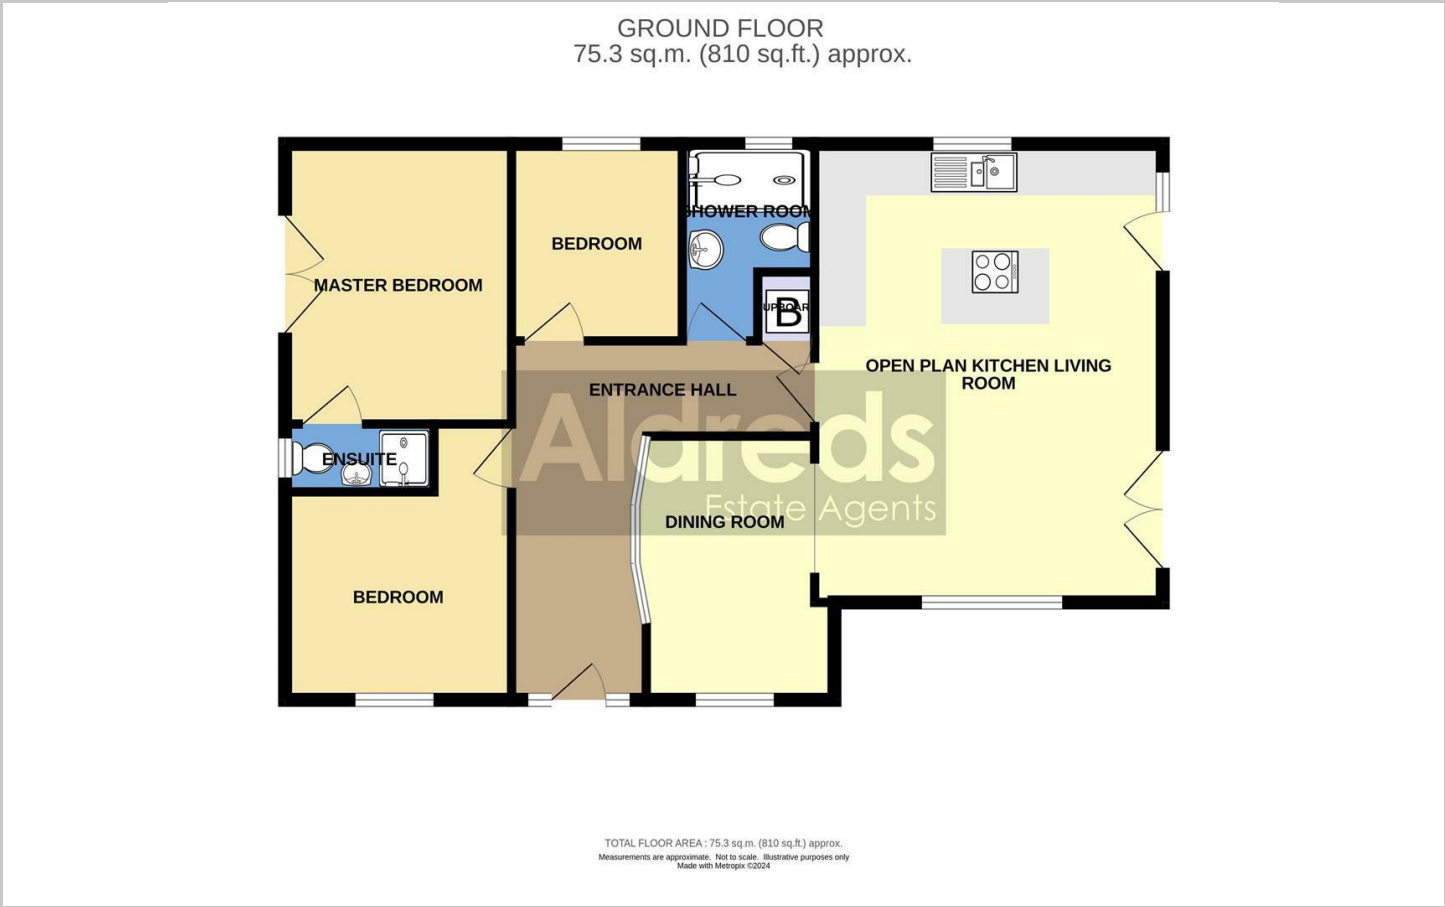 GROUND FLOOR
75.3 sq.m. (810 sq.ft.) approx.
BEDROOM
SHOWER ROOM
MASTER BEDROOM
UPBOAR
B
OPEN PLAN KITCHEN LIVING
ROOM
ENTRANCE HALL
Aldreds
Estate Agents
ENSUITE
DINING ROOM
BEDROOM
TOTAL FLOOR AREA : 75.3 sq.m. (810 sq.ft.) approx.
Measurements are approximate. Not to scale. Illustrative purposes only
Made with Metropix ©2024